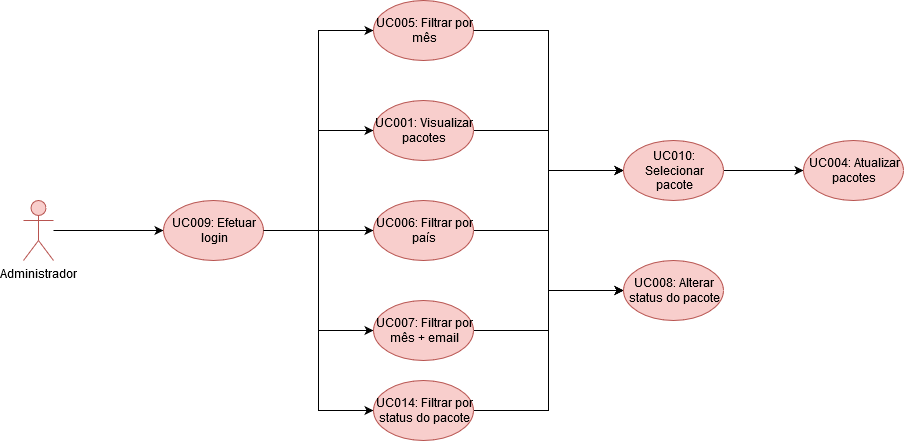 UC005: Filtrar por
mês
UC001: Visualizar
pacotes
UC010:
Selecionar
pacote
UC004: Atualizar
pacotes
Administrador
UC009: Efetuar
login
UC006: Filtrar por
país
UC008: Alterar
status do pacote
UC007: Filtrar por
mês + email
UC014: Filtrar por
status do pacote